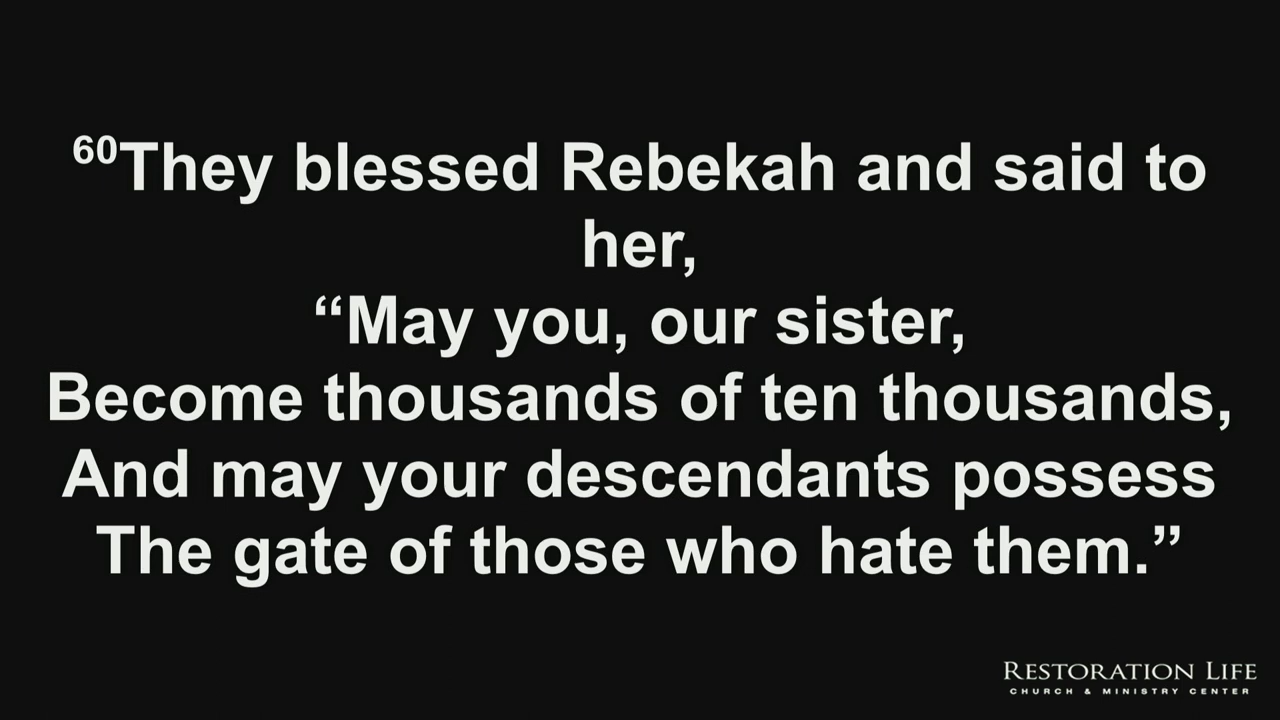 60They blessed Rebekah and said to
her,
“May you, our sister,
Become thousands of ten thousands,
And may your descendants possess
The gate of those who hate them.”
RESTORATION LIFE
CHURCH & MINISTRY CENTER